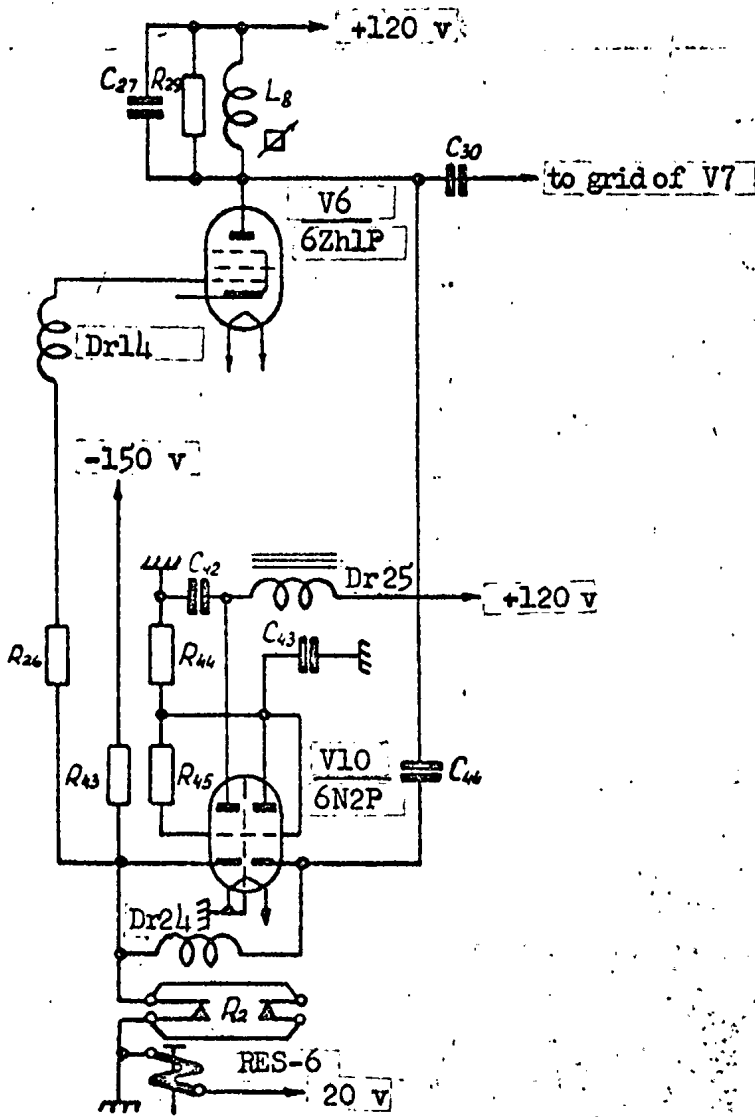 +120 v
C27
R29
L8
C30
to grid of V7
V6
6Zh1P
Dr14
-150 v
C42
Dr25
+120 v
C43
R26
R44
R43
R45
V10
6N2P
C44
Dr24
R2
RES-6
20 v